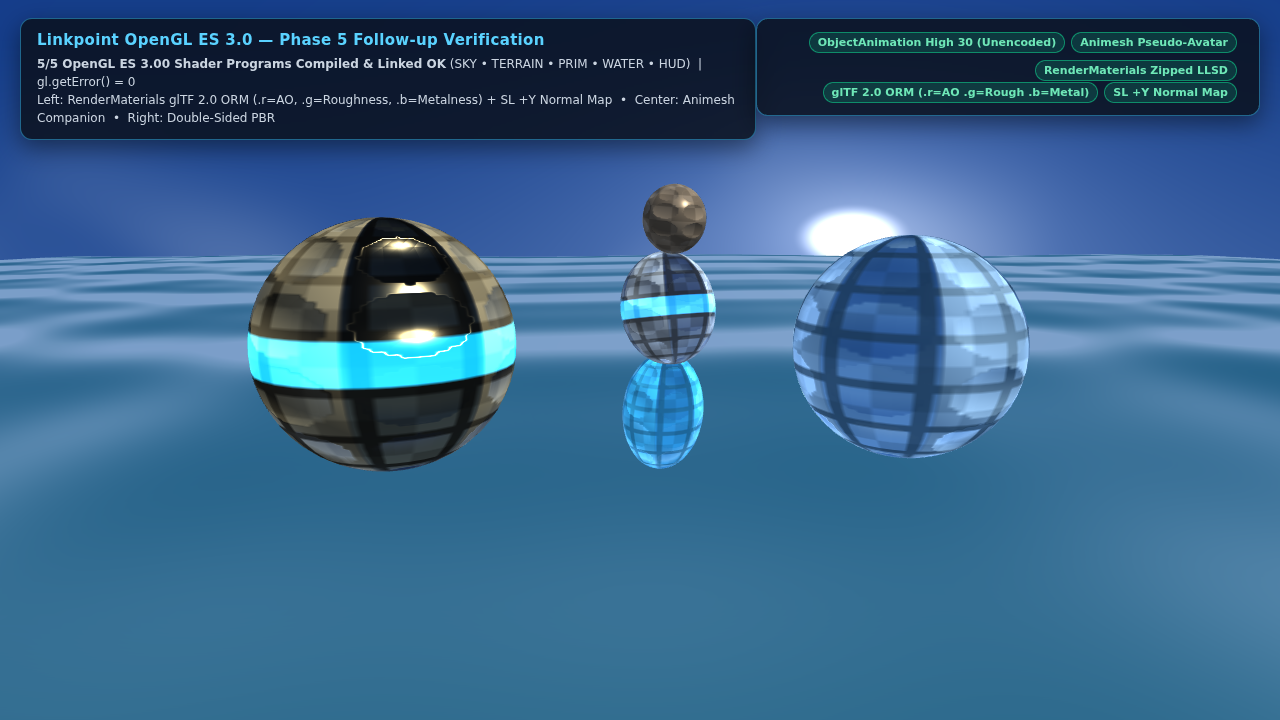 Linkpoint OpenGL ES 3.0 — Phase 5 Follow-up Verification
5/5 OpenGL ES 3.00 Shader Programs Compiled & Linked OK (SKY • TERRAIN • PRIM • WATER • HUD) |
gl.getError() = 0
Left: RenderMaterials glTF 2.0 ORM (.r=AO, .g=Roughness, .b=Metalness) + SL +Y Normal Map • Center: Animesh
Companion • Right: Double-Sided PBR
ObjectAnimation High 30 (Unencoded) Animesh Pseudo-Avatar
RenderMaterials Zipped LLSD
glTF 2.0 ORM (.r=AO .g=Rough .b=Metal) SL +Y Normal Map